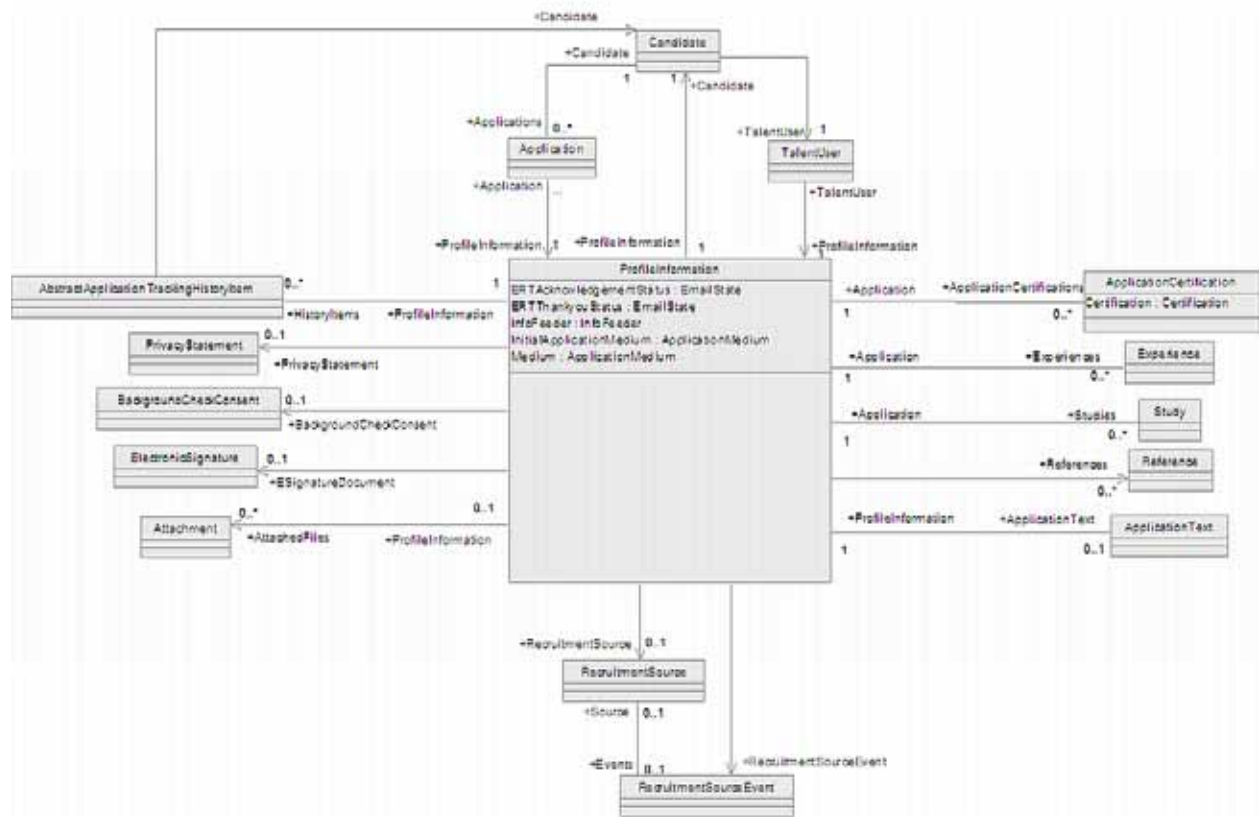 +Candidate
Candidate
+Candidate
1
1
+Candidate
+Applications
0..*
+TalentUser
1
Application
TalentUser
+Application
...
+TalentUser
+ProfileInformation
1
+ProfileInformation
1
+ProfileInformation
1
ProfileInformation
AbstractApplicationTrackingHistoryItem
0..*
1
ERTAcknowledgementStatus : EmailState
+Application
+ApplicationCertifications
ApplicationCertification
+HistoryItems
+ProfileInformation
ERTThankyouStatus : EmailState
1
0..*
Certification : Certification
InfoFeeder : InfoFeeder
PrivacyStatement
0..1
InitialApplicationMedium : ApplicationMedium
+PrivacyStatement
Medium : ApplicationMedium
+Application
+Experiences
Experience
1
0..*
BackgroundCheckConsent
0..1
+BackgroundCheckConsent
+Application
+Studies
Study
1
0..*
ElectronicSignature
0..1
+ESignatureDocument
+References
Reference
0..*
Attachment
0..*
0..1
+AttachedFiles
+ProfileInformation
+ProfileInformation
+ApplicationText
ApplicationText
1
0..1
+RecruitmentSource
0..1
RecruitmentSource
+Source
0..1
+Events
0..1
+RecruitmentSourceEvent
RecruitmentSourceEvent